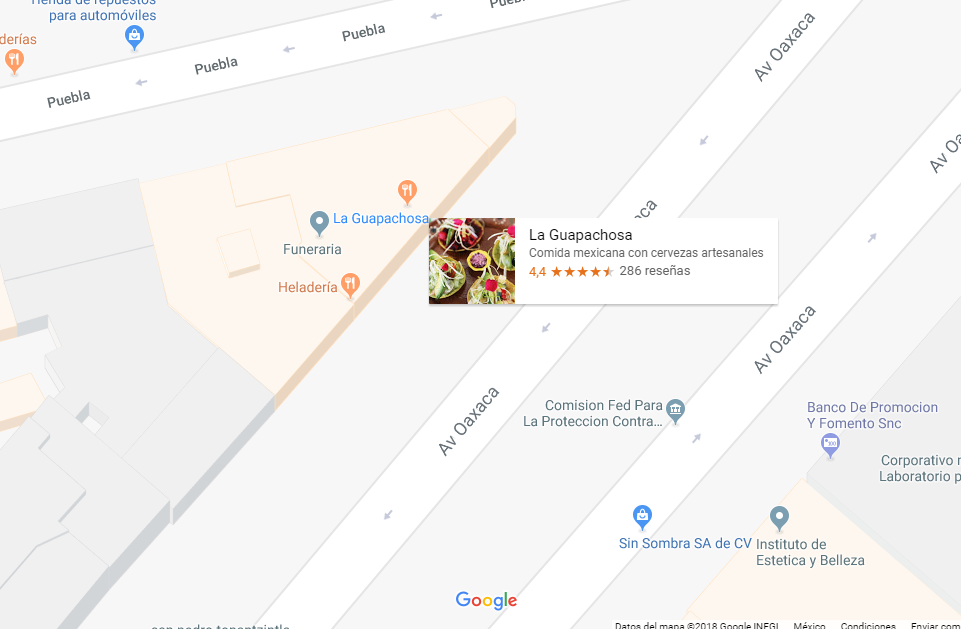 Tienda de repuestos
para automóviles
derías
Puebla
Puebla
Puebla
Puebla
Av Oaxaca
Av Oa
La Guapachosa
Funeraria
Heladería
La Guapachosa
Comida mexicana con cervezas artesanales
4,4 286 reseñas
aca
Av Oaxaca
Av Oaxaca
Comision Fed Para
La Proteccion Contra...
Banco De Promocion
Y Fomento Snc
Corporativo
Laboratorio p
Sin Sombra SA de CV
Instituto de
Estetica y Belleza
Google
Datos del mapa ©2018 Google, INEGI México Condiciones Enviar com